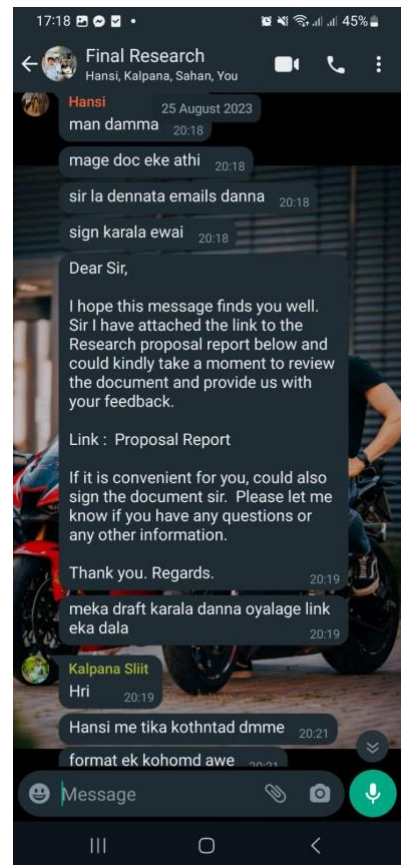 17:18
45%
Final Research
Hansi, Kalpana, Sahan, You
Hansi
25 August 2023
man damma 20:18
mage doc eke athi 20:18
sir la dennata emails danna 20:18
sign karala ewai 20:18
Dear Sir,
I hope this message finds you well.
Sir I have attached the link to the
Research proposal report below and
could kindly take a moment to review
the document and provide us with
your feedback.
Link : Proposal Report
If it is convenient for you, could also
sign the document sir. Please let me
know if you have any questions or
any other information.
Thank you. Regards. 20:19
meka draft karala danna oyalage link
eka dala 20:19
Kalpana Sliit
Hri 20:19
Hansi me tika kothntad dmme 20:21
format ek kohomd awe 20:21
Message